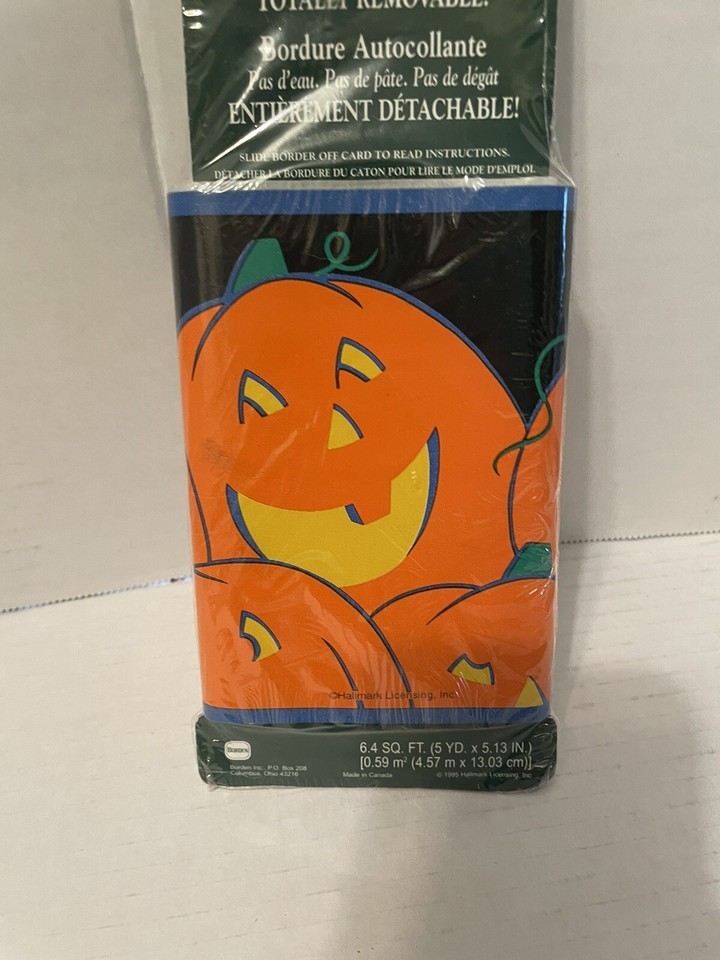 TOTALLY REMOVABLE!
Bordure Autocollante
Pas d'eau. Pas de pâte. Pas de dégât
ENTIÈREMENT DÉTACHABLE!
SLIDE BORDER OFF CARD TO READ INSTRUCTIONS.
DÉTACHER LA BORDURE DU CATON POUR LIRE LE MODE D'EMPLOI.
©Hallmark Licensing, Inc.
BORDEN
6.4 SQ. FT. (5 YD. x 5.13 IN.)
[0.59 m² (4.57 m x 13.03 cm)]
Borden Inc., P.O. Box 208
Columbus, Ohio 43216
Made in Canada
© 1995 Hallmark Licensing, Inc.